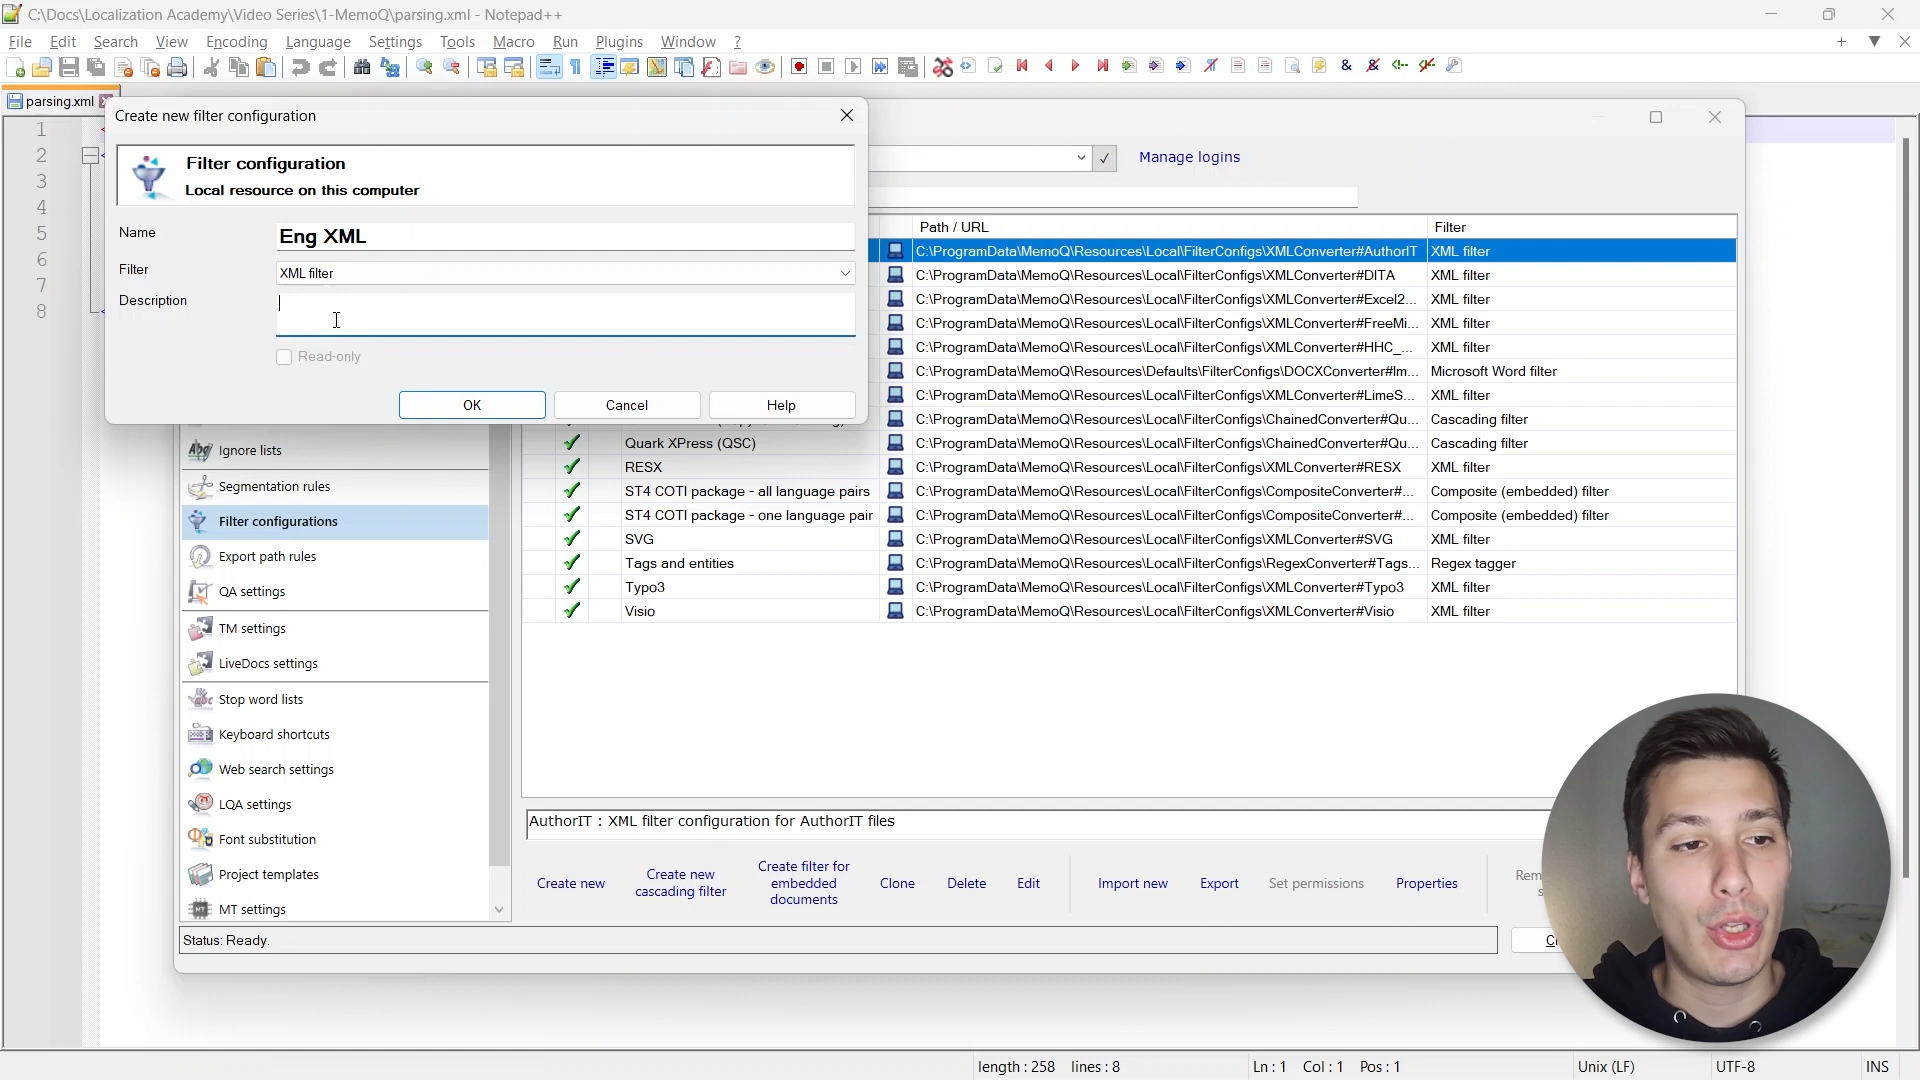 C:\Docs\Localization Academy\Video Series\1-MemoQ\parsing.xml - Notepad++
File Edit Search View Encoding Language Settings Tools Macro Run Plugins Window ?
parsing.xml
1
2
3
4
5
6
7
8
Create new filter configuration
Filter configuration
Local resource on this computer
Name
Eng XML
Filter
XML filter
Description
Read-only
OK Cancel Help
Manage logins
Path / URL Filter
C:\ProgramData\MemoQ\Resources\Local\FilterConfigs\XMLConverter#AuthorIT XML filter
C:\ProgramData\MemoQ\Resources\Local\FilterConfigs\XMLConverter#DITA XML filter
C:\ProgramData\MemoQ\Resources\Local\FilterConfigs\XMLConverter#Excel2... XML filter
C:\ProgramData\MemoQ\Resources\Local\FilterConfigs\XMLConverter#FreeMi... XML filter
C:\ProgramData\MemoQ\Resources\Local\FilterConfigs\XMLConverter#HHC_... XML filter
C:\ProgramData\MemoQ\Resources\Defaults\FilterConfigs\DOCXConverter#Im... Microsoft Word filter
C:\ProgramData\MemoQ\Resources\Local\FilterConfigs\XMLConverter#LimeS... XML filter
C:\ProgramData\MemoQ\Resources\Local\FilterConfigs\ChainedConverter#Qu... Cascading filter
Quark XPress (QSC) C:\ProgramData\MemoQ\Resources\Local\FilterConfigs\ChainedConverter#Qu... Cascading filter
RESX C:\ProgramData\MemoQ\Resources\Local\FilterConfigs\XMLConverter#RESX XML filter
ST4 COTI package - all language pairs C:\ProgramData\MemoQ\Resources\Local\FilterConfigs\CompositeConverter#... Composite (embedded) filter
ST4 COTI package - one language pair C:\ProgramData\MemoQ\Resources\Local\FilterConfigs\CompositeConverter#... Composite (embedded) filter
SVG C:\ProgramData\MemoQ\Resources\Local\FilterConfigs\XMLConverter#SVG XML filter
Tags and entities C:\ProgramData\MemoQ\Resources\Local\FilterConfigs\RegexConverter#Tags... Regex tagger
Typo3 C:\ProgramData\MemoQ\Resources\Local\FilterConfigs\XMLConverter#Typo3 XML filter
Visio C:\ProgramData\MemoQ\Resources\Local\FilterConfigs\XMLConverter#Visio XML filter
Ignore lists
Segmentation rules
Filter configurations
Export path rules
QA settings
TM settings
LiveDocs settings
Stop word lists
Keyboard shortcuts
Web search settings
LQA settings
Font substitution
Project templates
MT settings
AuthorIT : XML filter configuration for AuthorIT files
Create new
Create new
cascading filter
Create filter for
embedded
documents
Clone Delete Edit Import new Export Set permissions Properties
Status: Ready.
length : 258 lines : 8 Ln : 1 Col : 1 Pos : 1 Unix (LF) UTF-8 INS